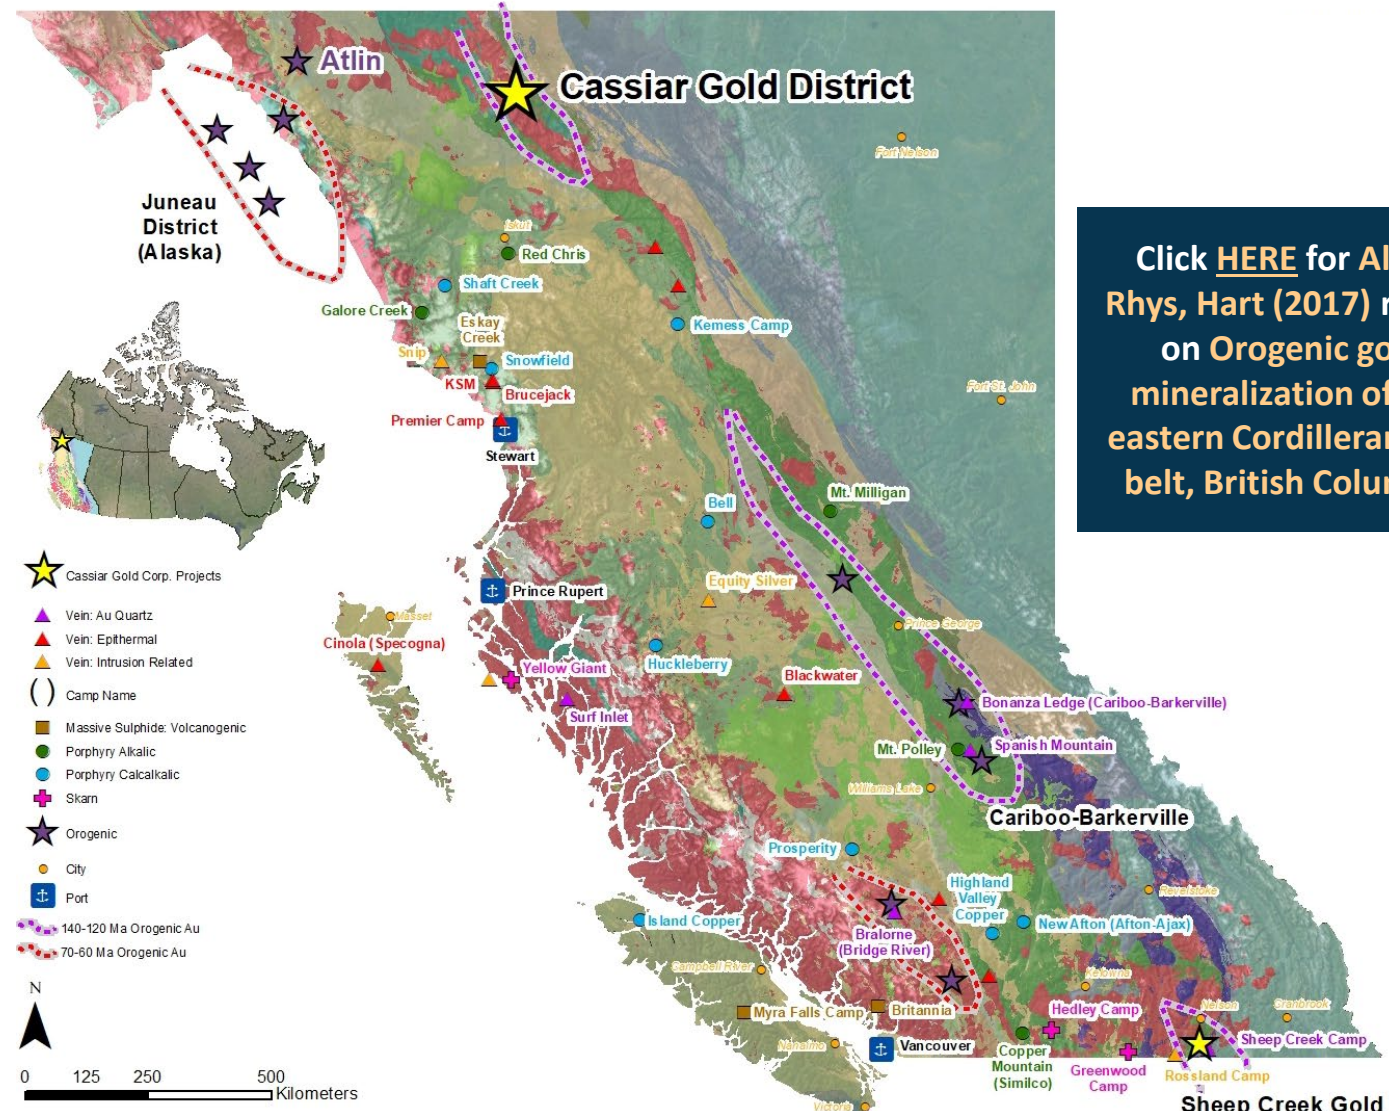 Atlin
Cassiar Gold District
Fort Nelson
Juneau
District
(Alaska)
Iskut
Red Chris
Shaft Creek
Galore Creek
Eskay
Creek
Kemess Camp
Snip
Snowfield
KSM
Brucejack
Premier Camp
Stewart
Fort St. John
Click HERE for
Rhys, Hart (2017)
on Orogenic
mineralization
eastern
belt, British
Bell
Mt. Milligan
Prince Rupert
Equity Silver
Masset
Prince George
Cinola (Specogna)
Yellow Giant
Huckleberry
Surf Inlet
Blackwater
Bonanza Ledge (Cariboo-Barkerville)
Mt. Polley
Spanish Mountain
Williams Lake
Cariboo-Barkerville
Prosperity
Highland
Valley
Copper
Revelstoke
Island Copper
New Afton (Afton-Ajax)
Bralorne
(Bridge River)
Campbell River
Kelowna
Myra Falls Camp
Britannia
Hedley Camp
Nelson
Cranbrook
Nanaimo
Vancouver
Sheep Creek Camp
Copper
Mountain
(Similco)
Greenwood
Camp
Rossland Camp
Victoria
Sheep Creek Gold
Cassiar Gold Corp. Projects
Vein: Au Quartz
Vein: Epithermal
Vein: Intrusion Related
( ) Camp Name
Massive Sulphide: Volcanogenic
Porphyry Alkalic
Porphyry Calcalkalic
Skarn
Orogenic
City
Port
140-120 Ma Orogenic Au
70-60 Ma Orogenic Au
N
0 125 250 500
Kilometers